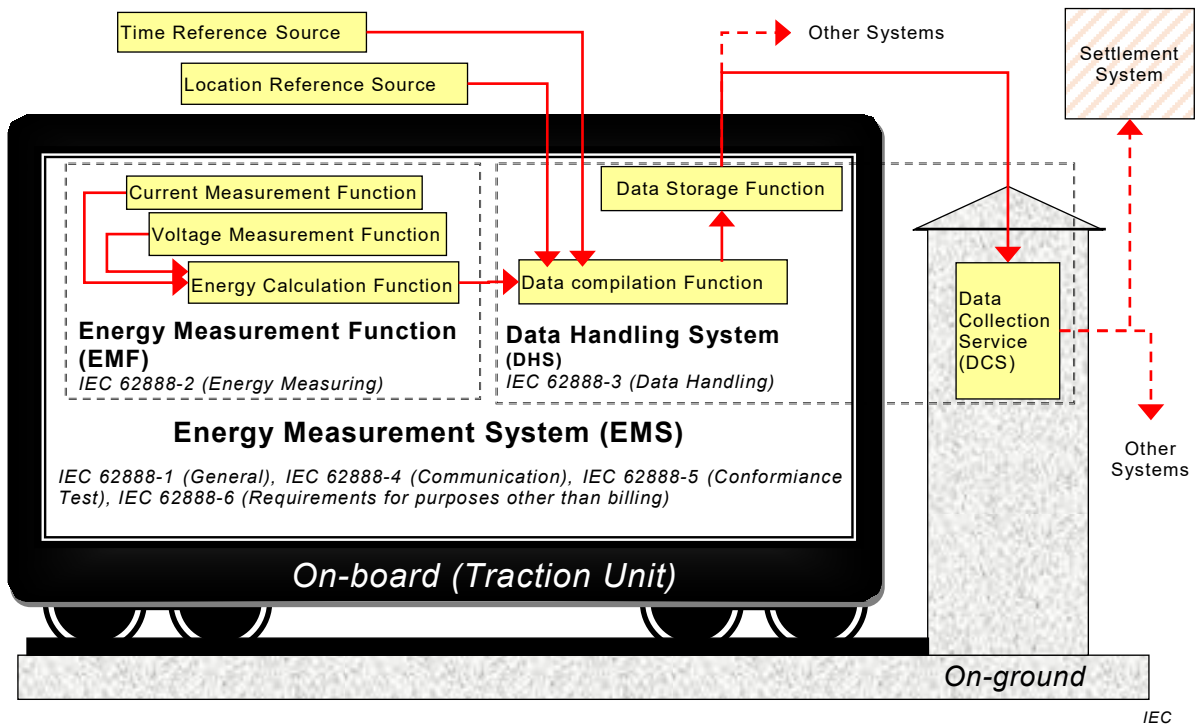 Time Reference Source
Other Systems
Settlement
System
Location Reference Source
Current Measurement Function
Data Storage Function
Voltage Measurement Function
Energy Calculation Function
Data compilation Function
Data
Collection
Service
(DCS)
Energy Measurement Function
(EMF)
IEC 62888-2 (Energy Measuring)
Data Handling System
(DHS)
IEC 62888-3 (Data Handling)
Energy Measurement System (EMS)
Other
Systems
IEC 62888-1 (General), IEC 62888-4 (Communication), IEC 62888-5 (Conformiance
Test), IEC 62888-6 (Requirements for purposes other than billing)
On-board (Traction Unit)
On-ground
IEC